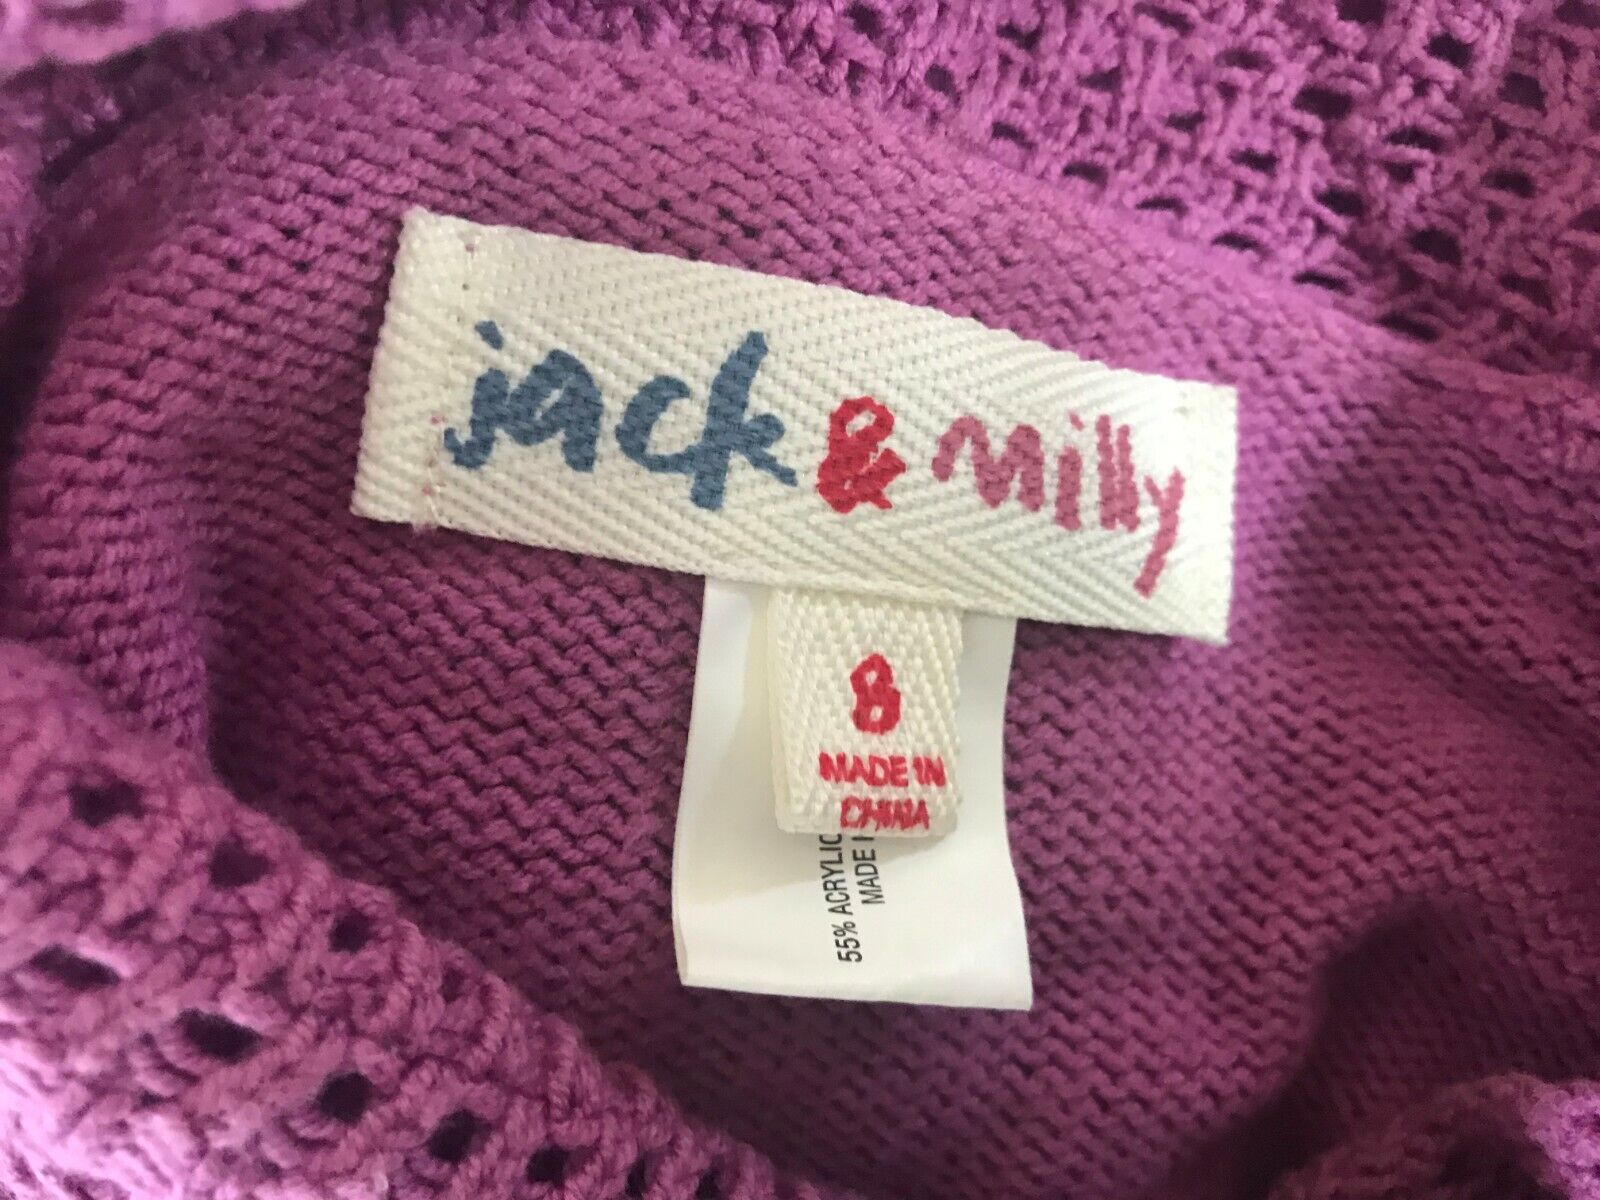 jack & Milly
8
MADE IN
CHINA
55% ACRYLIC
MADE